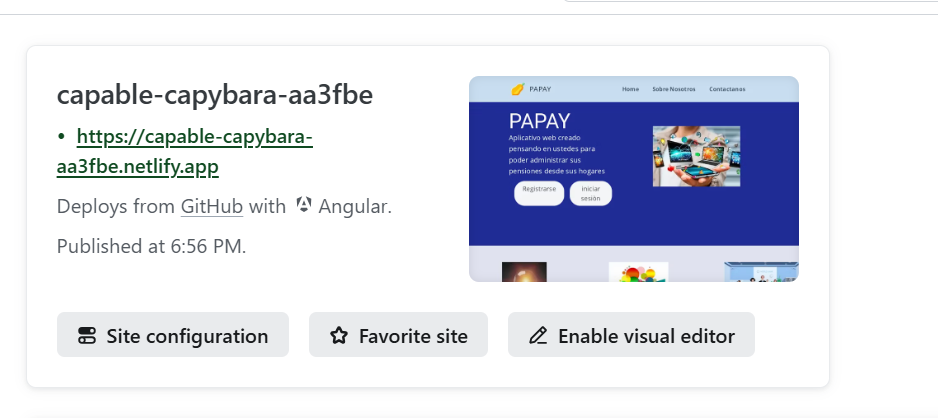 capable-capybara-aa3fbe
• https://capable-capybara-
aa3fbe.netlify.app
Deploys from GitHub with Angular.
Published at 6:56 PM.
PAPAY
Home Sobre Nosotros Contactanos
PAPAY
Aplicativo web creado
pensando en ustedes para
poder administrar sus
pensiones desde sus hogares
Registrarse
Iniciar
sesión
Site configuration
Favorite site
Enable visual editor